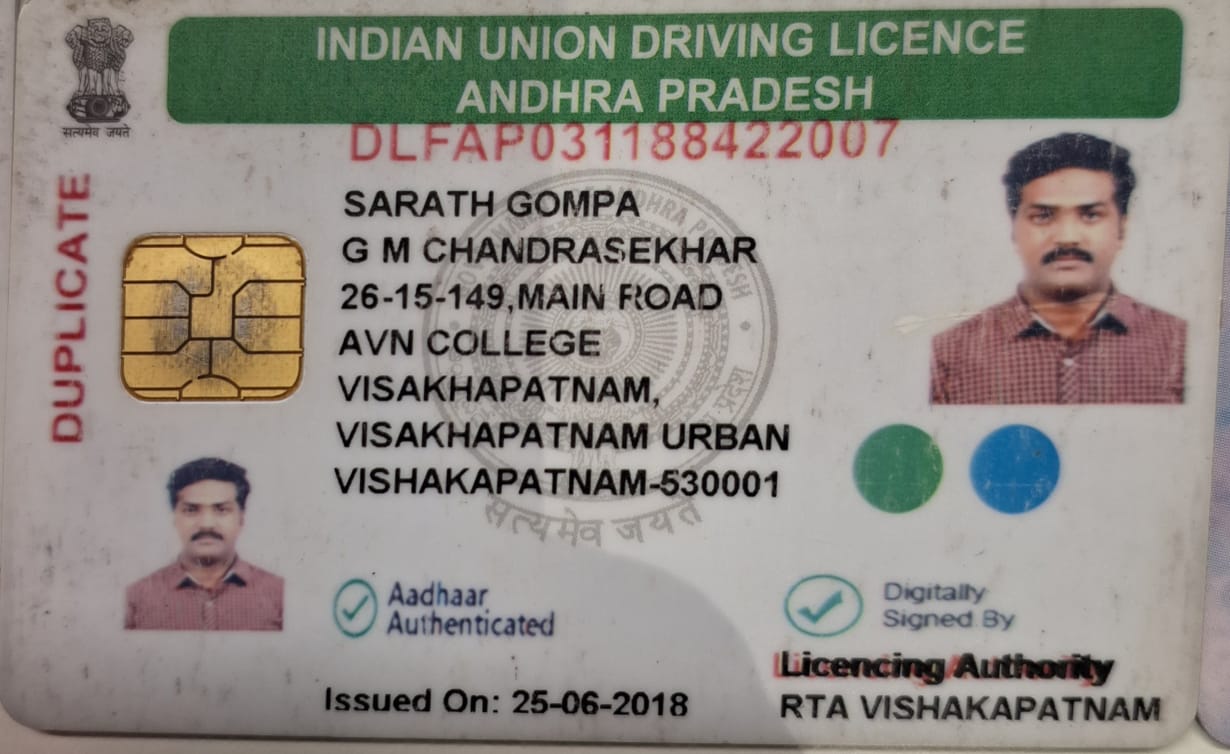 INDIAN UNION DRIVING LICENCE
ANDHRA PRADESH
सत्यमेव जयते
DLFAP031188422007
DUPLICATE
SARATH GOMPA
G M CHANDRASEKHAR
26-15-149,MAIN ROAD
AVN COLLEGE
VISAKHAPATNAM,
VISAKHAPATNAM URBAN
VISHAKAPATNAM-530001
सत्यमेव जयते
Aadhaar
Authenticated
Digitally
Signed By
Licencing Authority
RTA VISHAKAPATNAM
Issued On: 25-06-2018